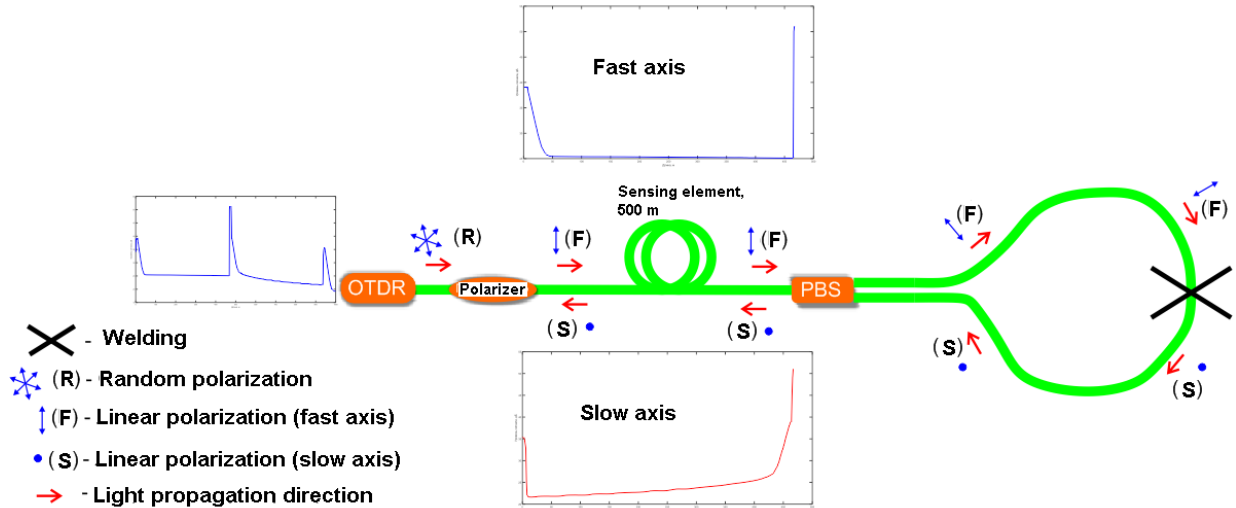 Fast axis
Sensing element,
500 m
(R)
(F)
(F)
(F)
(F)
OTDR
Polarizer
PBS
(S)
(S)
(S)
(S)
Slow axis
- Welding
(R) - Random polarization
(F) - Linear polarization (fast axis)
(S) - Linear polarization (slow axis)
- Light propagation direction